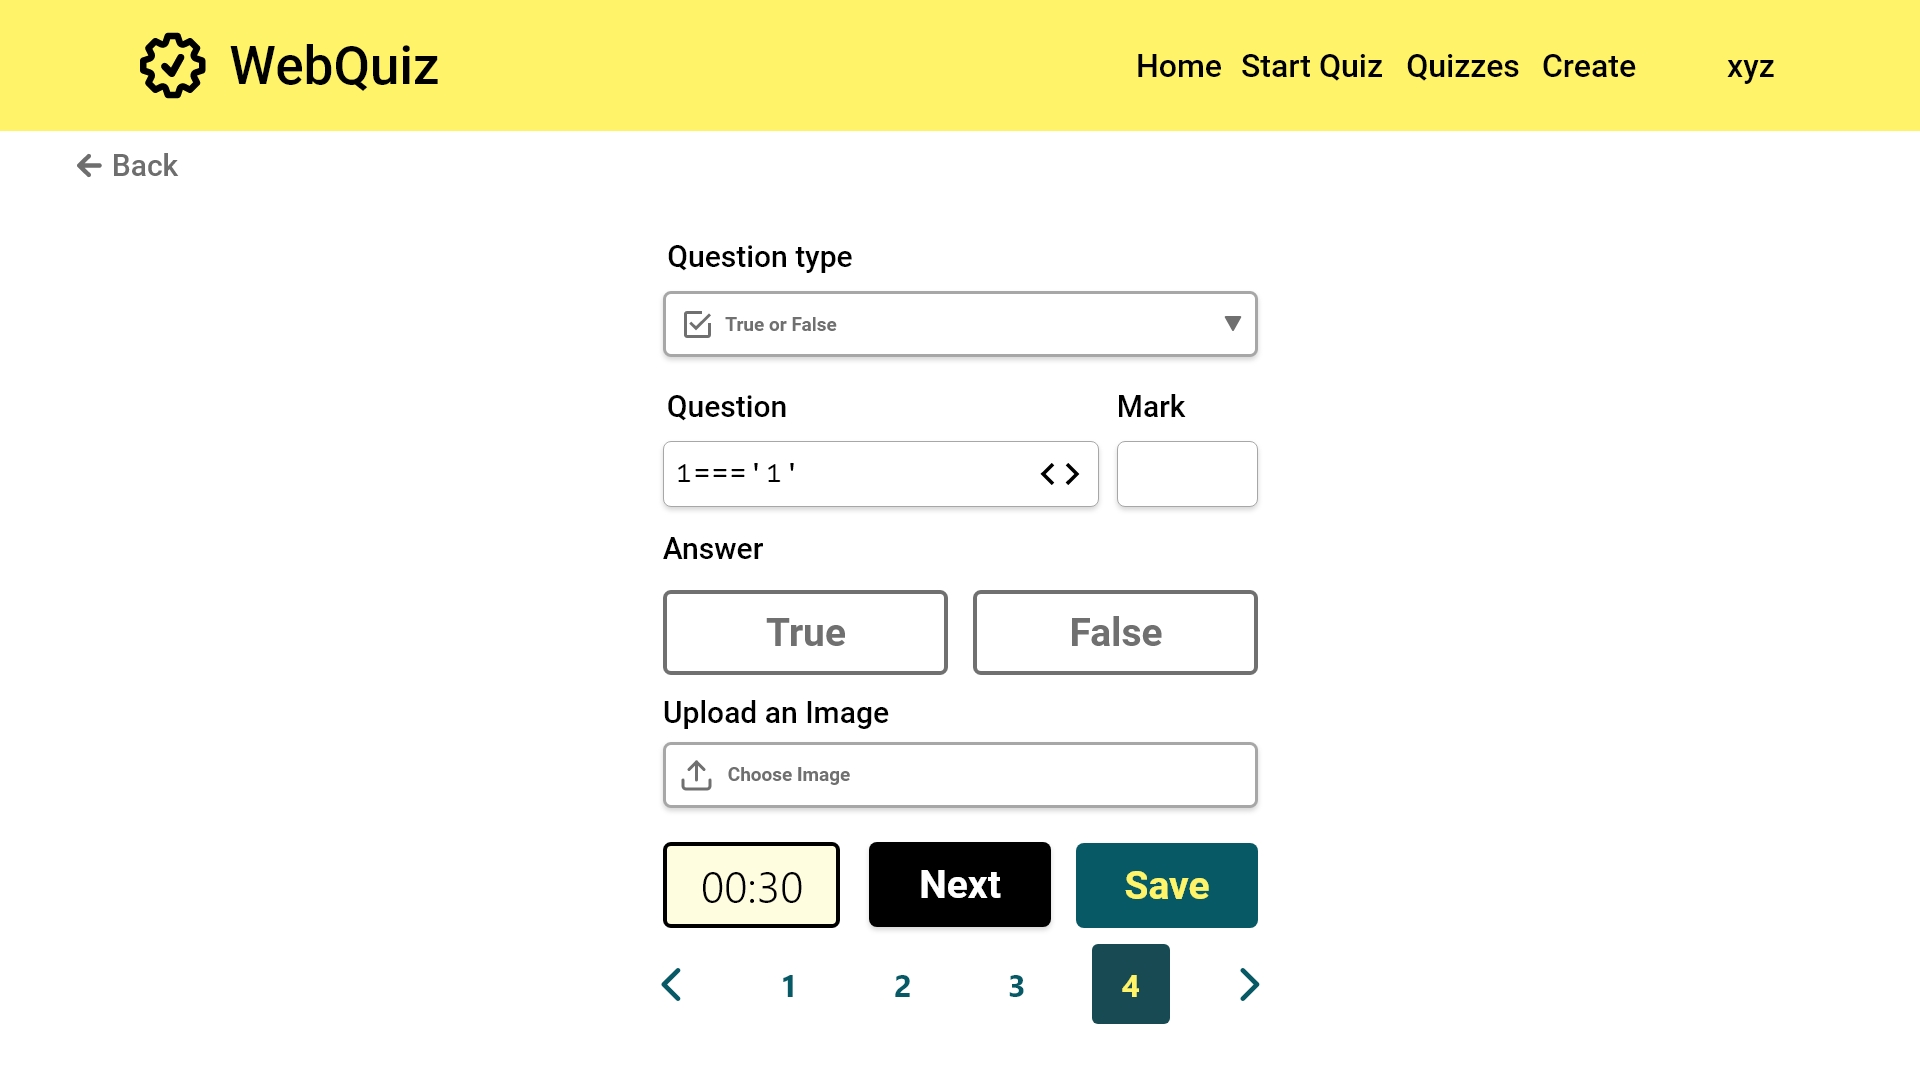 WebQuiz
Home Start Quiz Quizzes Create xyz
Back
Question type
True or False
Question Mark
1==='1'
Answer
True False
Upload an Image
Choose Image
00:30 Next Save
1 2 3 4